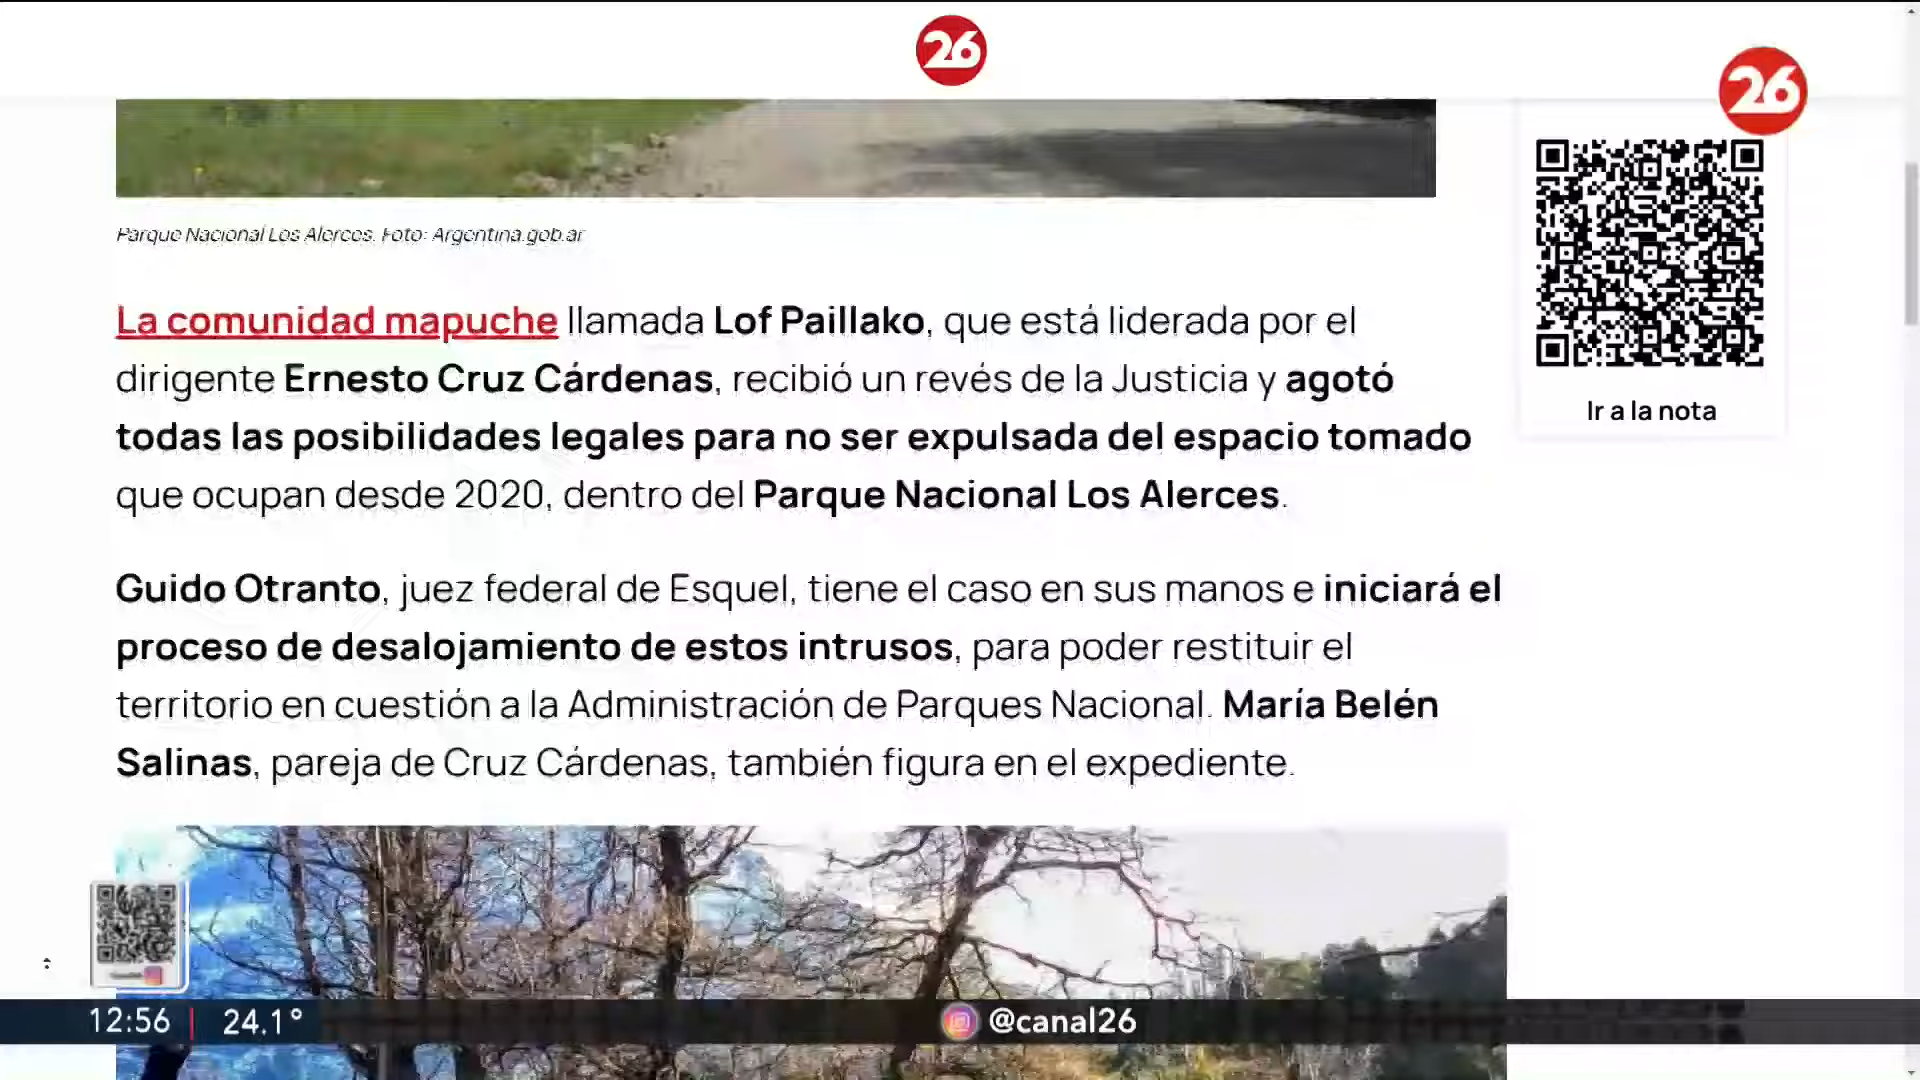 26
26
Parque Nacional Los Alerces. Foto: Argentina.gob.ar
La comunidad mapuche llamada Lof Paillako, que está liderada por el
dirigente Ernesto Cruz Cárdenas, recibió un revés de la Justicia y agotó
todas las posibilidades legales para no ser expulsada del espacio tomado
que ocupan desde 2020, dentro del Parque Nacional Los Alerces.
Ir a la nota
Guido Otranto, juez federal de Esquel, tiene el caso en sus manos e iniciará el
proceso de desalojamiento de estos intrusos, para poder restituir el
territorio en cuestión a la Administración de Parques Nacional. María Belén
Salinas, pareja de Cruz Cárdenas, también figura en el expediente.
12:56 24.1°
@canal26